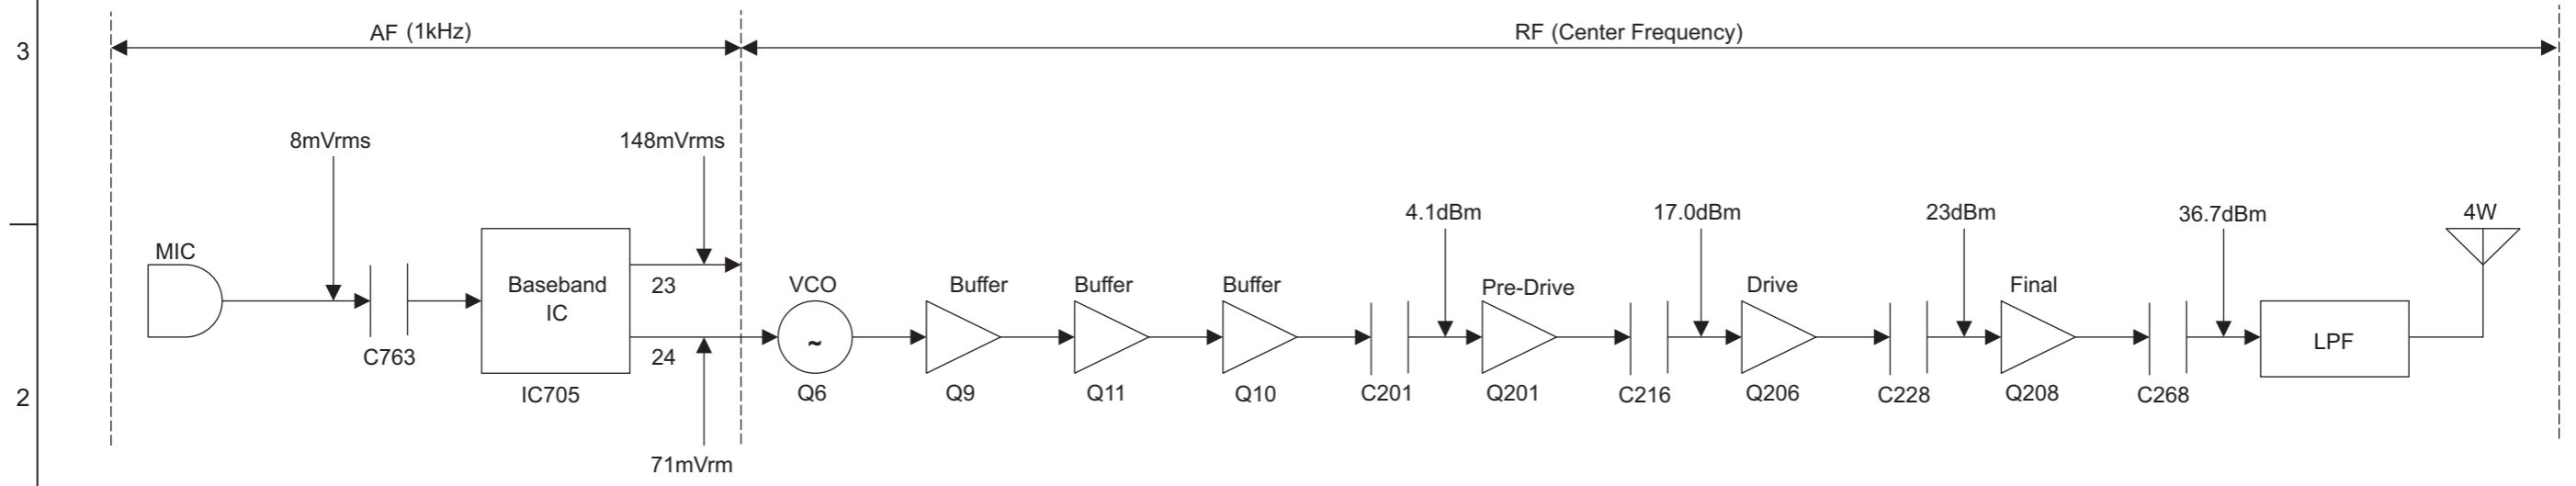 3
AF (1kHz)
RF (Center Frequency)
8mVrms
148mVrms
4.1dBm
17.0dBm
23dBm
36.7dBm
4W
MIC
Baseband
IC
23
VCO
Buffer
Buffer
Buffer
Pre-Drive
Drive
Final
~
LPF
C763
24
2
IC705
Q6
Q9
Q11
Q10
C201
Q201
C216
Q206
C228
Q208
C268
71mVrm